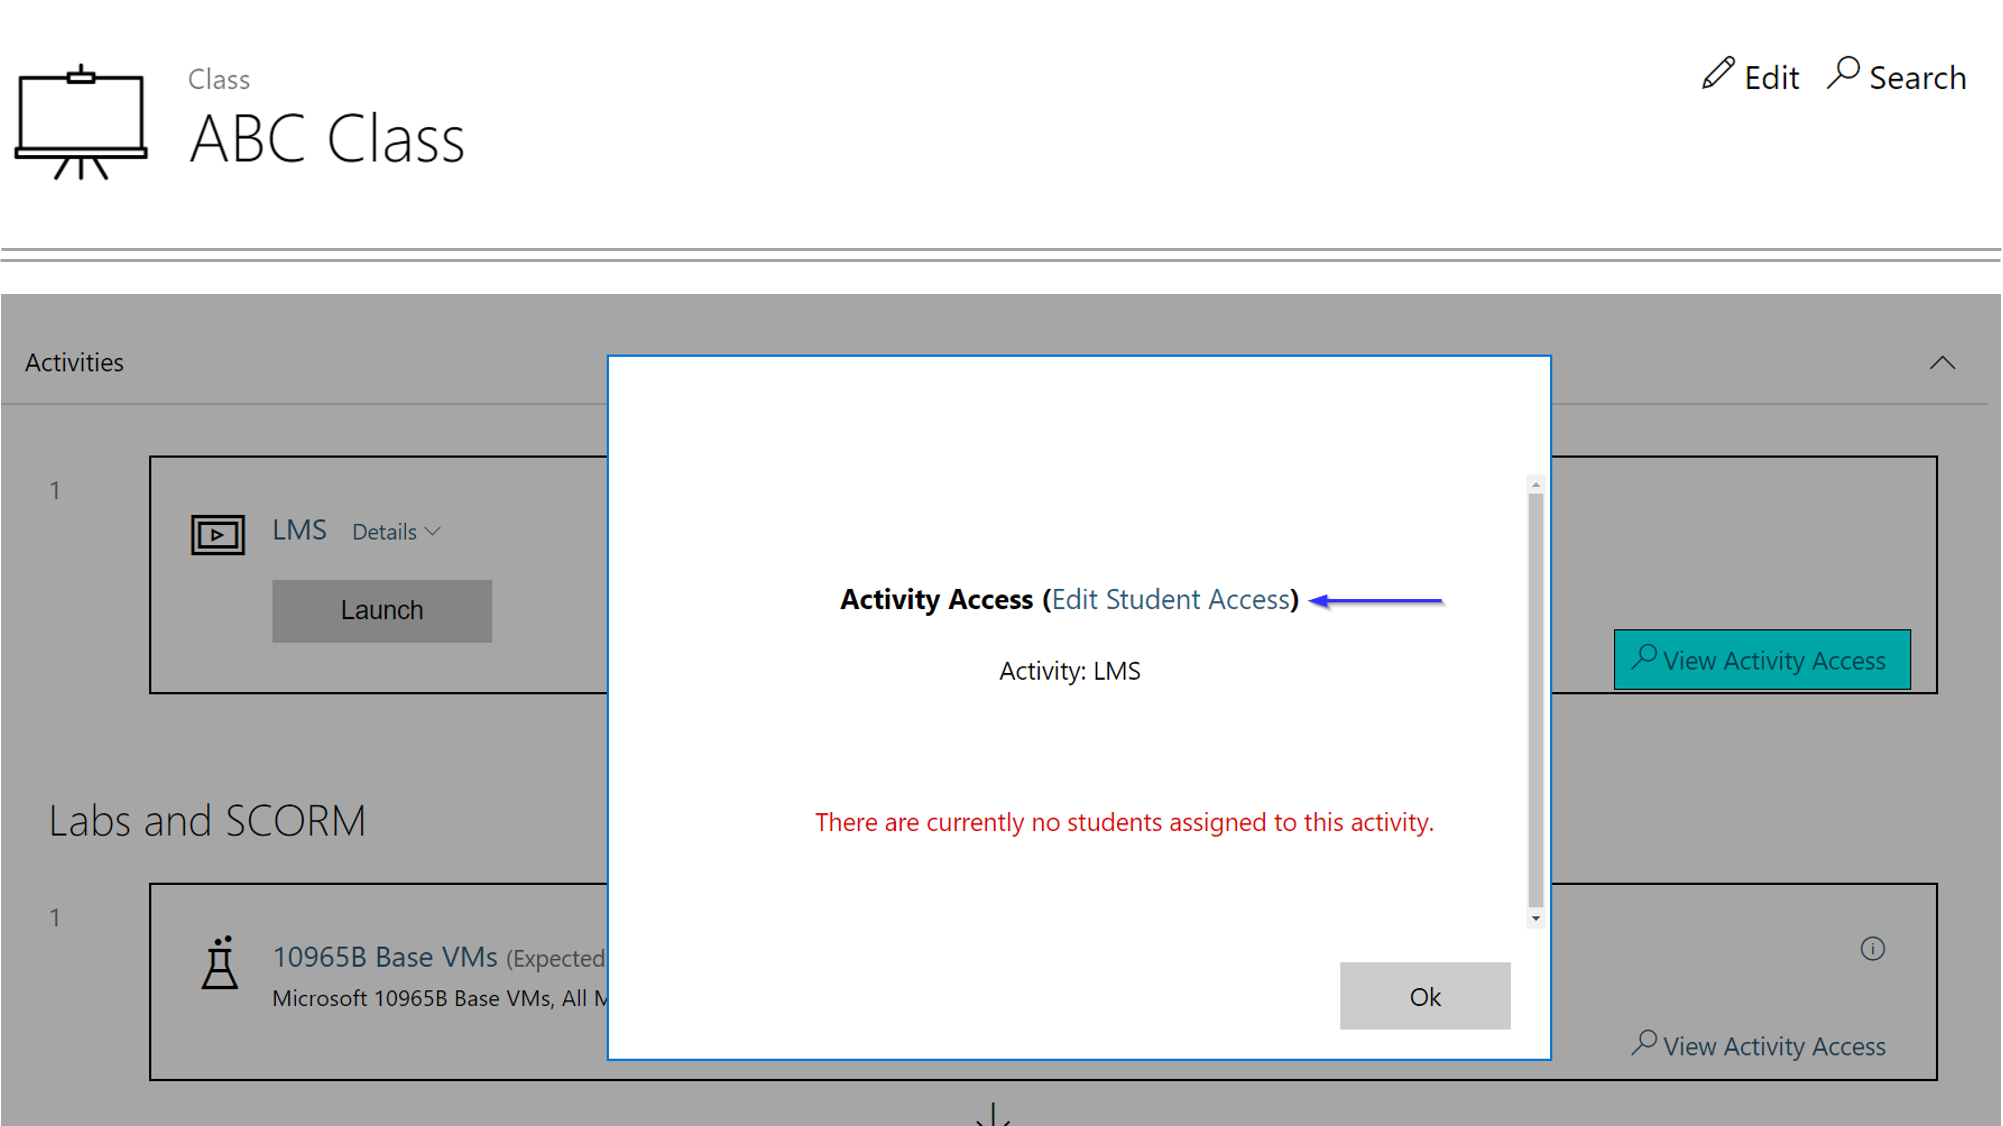 Class
ABC Class
Edit
Search
Activities
1
LMS Details
Launch
Activity Access (Edit Student Access)
Activity: LMS
There are currently no students assigned to this activity.
Ok
View Activity Access
Labs and SCORM
1
10965B Base VMs (Expected
Microsoft 10965B Base VMs, All
View Activity Access